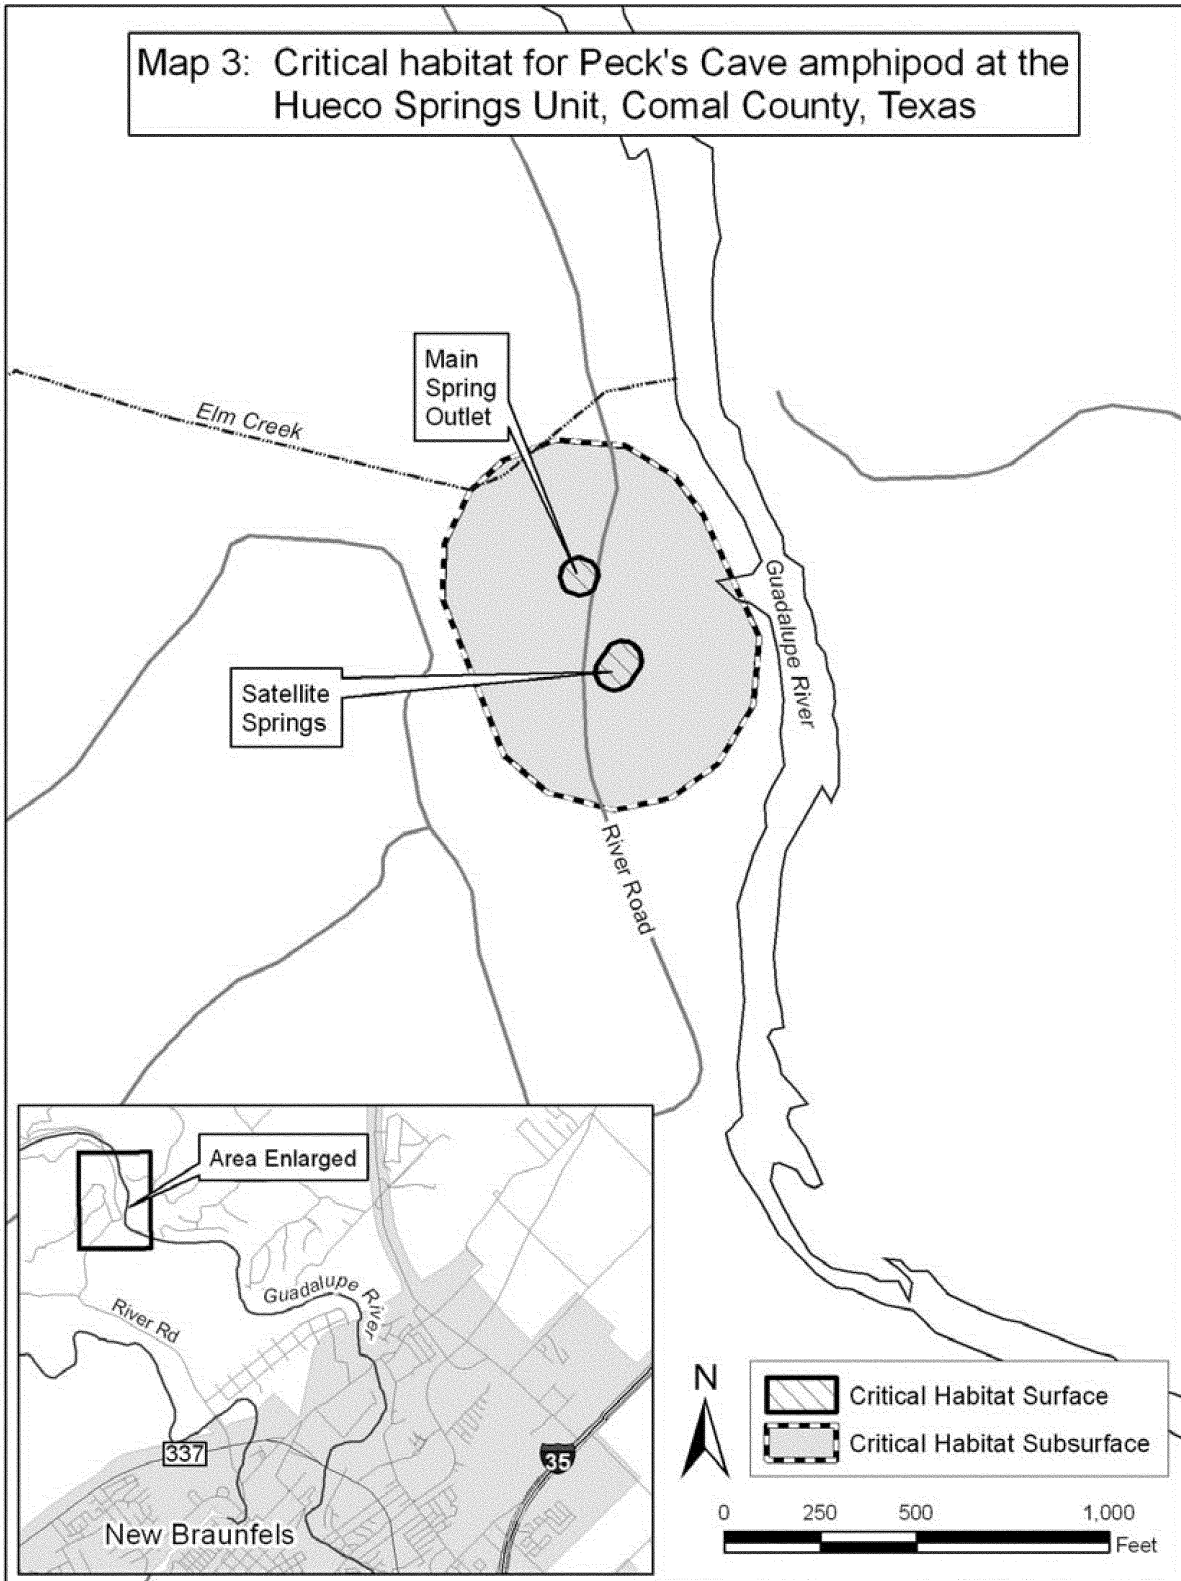 Map 3: Critical habitat for Peck's Cave amphipod at the
Hueco Springs Unit, Comal County, Texas
Main
Spring
Outlet
Elm Creek
Guadalupe River
Satellite
Springs
River Road
Area Enlarged
Guadalupe River
River Rd
337
35
New Braunfels
N
Critical Habitat Surface
Critical Habitat Subsurface
0 250 500 1,000
Feet